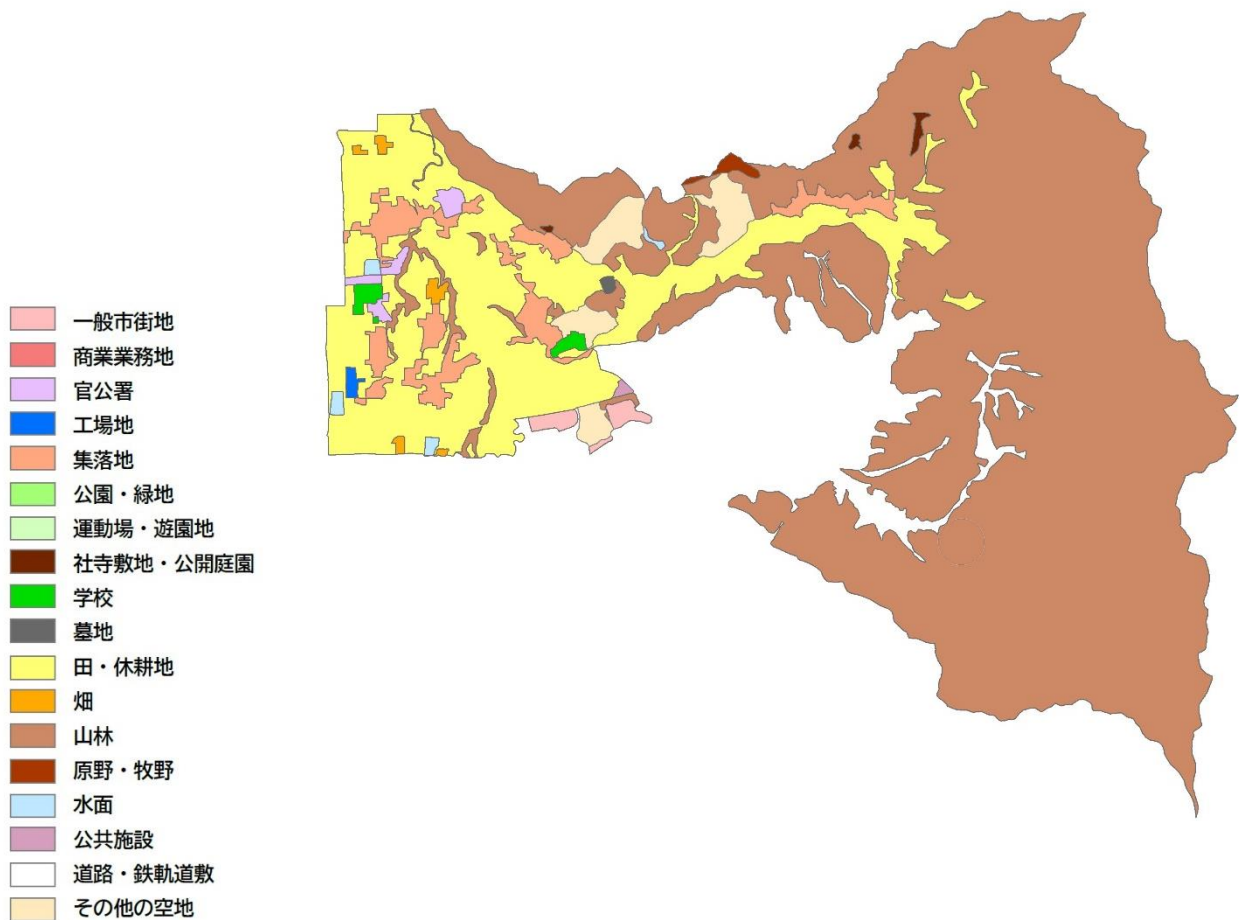 一般市街地
商業業務地
官公署
工場地
集落地
公園・緑地
運動場・遊園地
社寺敷地・公開庭園
学校
墓地
田・休耕地
畑
山林
原野・牧野
水面
公共施設
道路・鉄軌道敷
その他の空地